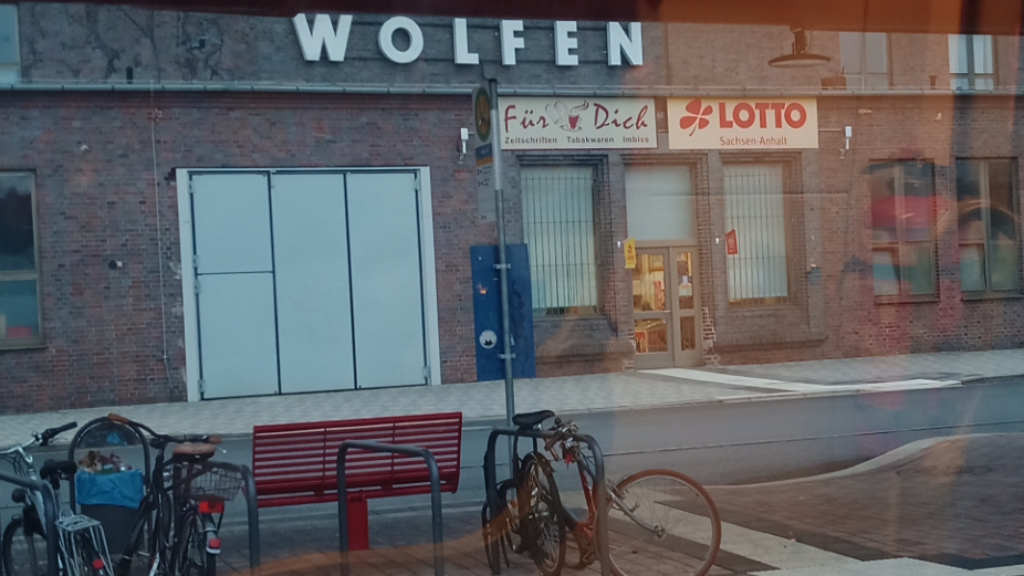 WOLFEN
Für Dich
Zeitschriften Tabakwaren Imbiss
LOTTO
Sachsen-Anhalt